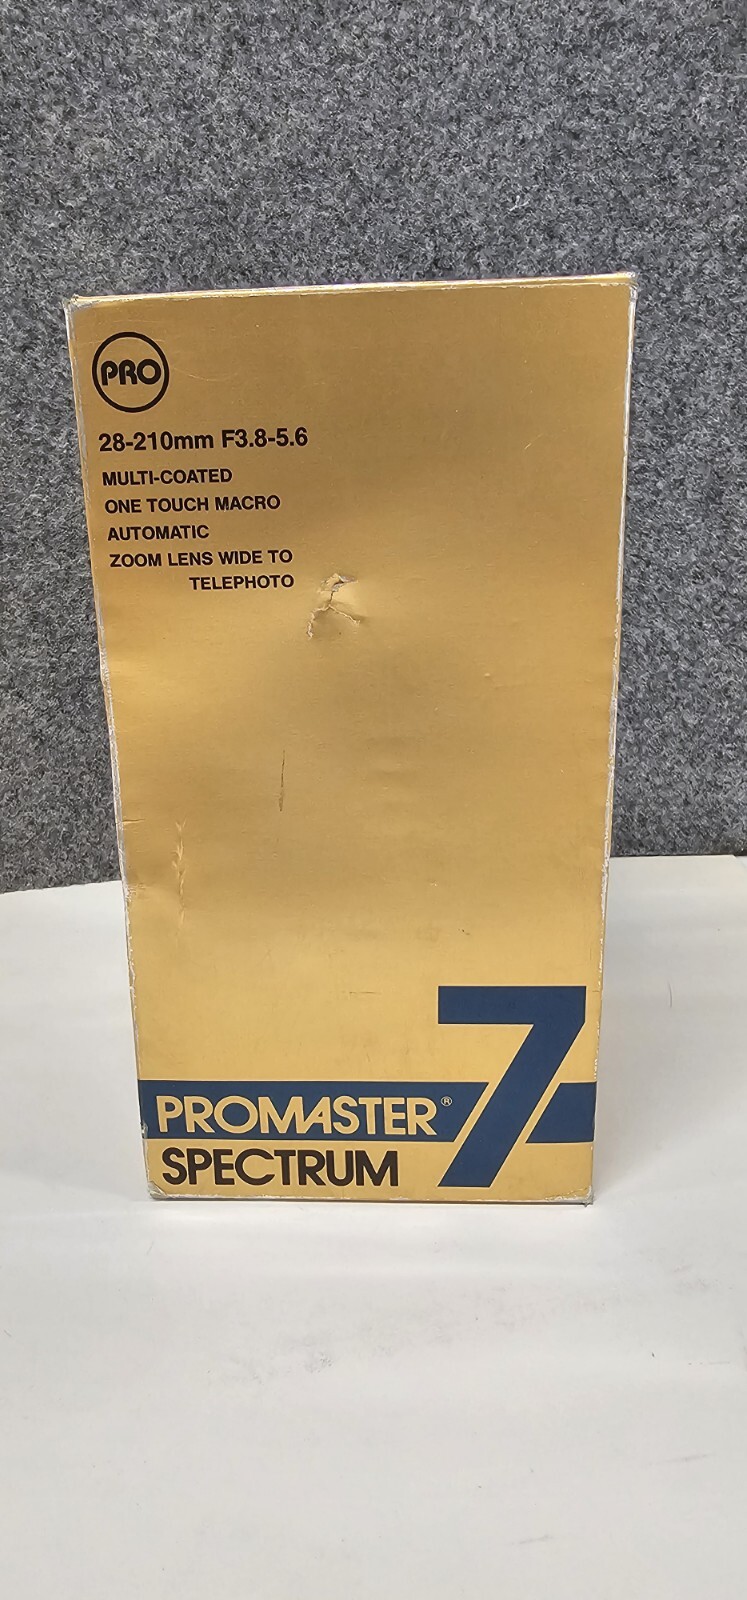 PRO
28-210mm F3.8-5.6
MULTI-COATED
ONE TOUCH MACRO
AUTOMATIC
ZOOM LENS WIDE TO
TELEPHOTO
7
PROMASTER®
SPECTRUM